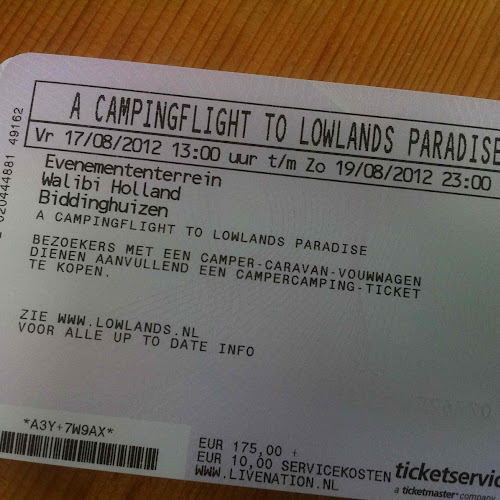 A CAMPINGFLIGHT TO LOWLANDS PARADISE
Vr 17/08/2012 13:00 uur t/m Zo 19/08/2012 23:00
Evenemententerrein
Walibi Holland
Biddinghuizen
A CAMPINGFLIGHT TO LOWLANDS PARADISE
BEZOEKERS MET EEN CAMPER-CARAVAN-VOUWWAGEN
DIENEN AANVULLEND EEN CAMPERCAMPING-TICKET
TE KOPEN.
ZIE WWW.LOWLANDS.NL
VOOR ALLE UP TO DATE INFO
*A3Y+7W9AX*
EUR 175,00 +
EUR 10,00 SERVICEKOSTEN
WWW.LIVENATION.NL
ticketservic
a ticketmaster company
020444881 49162